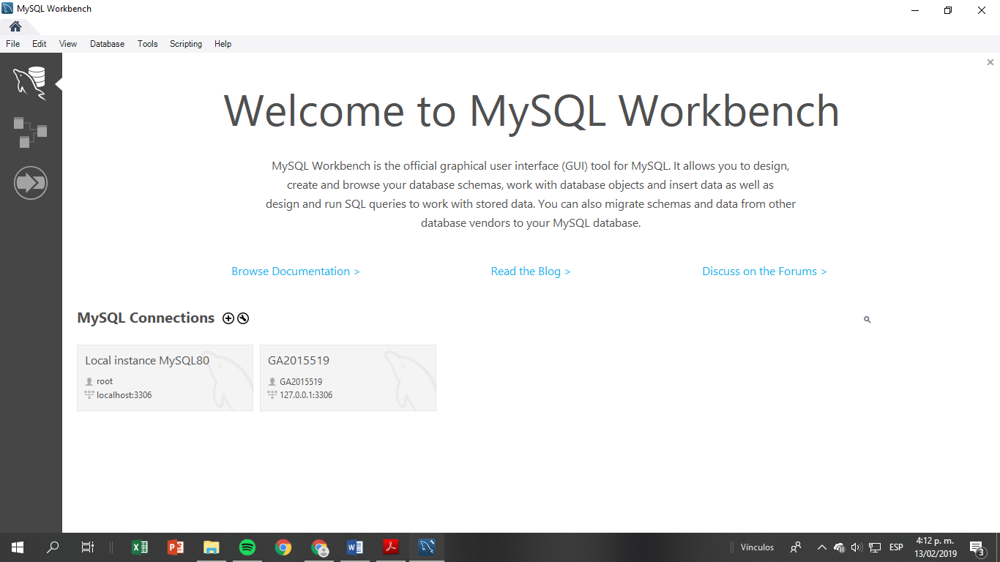 MySQL Workbench
File Edit View Database Tools Scripting Help
Welcome to MySQL Workbench
MySQL Workbench is the official graphical user interface (GUI) tool for MySQL. It allows you to design,
create and browse your database schemas, work with database objects and insert data as well as
design and run SQL queries to work with stored data. You can also migrate schemas and data from other
database vendors to your MySQL database.
Browse Documentation > Read the Blog > Discuss on the Forums >
MySQL Connections
Local instance MySQL80
root
localhost:3306
GA2015519
GA2015519
127.0.0.1:3306
Vínculos
ESP
4:12 p. m.
13/02/2019
3